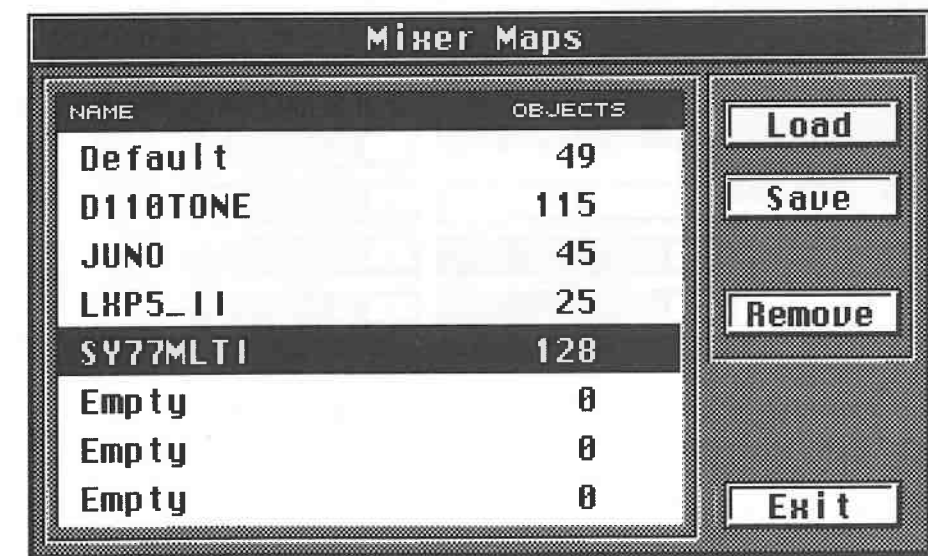 Mixer Maps
NAME OBJECTS
Default 49
D110TONE 115
JUNO 45
LXP5_II 25
SY77MLTI 128
Empty 0
Empty 0
Empty 0
Load
Save
Remove
Exit